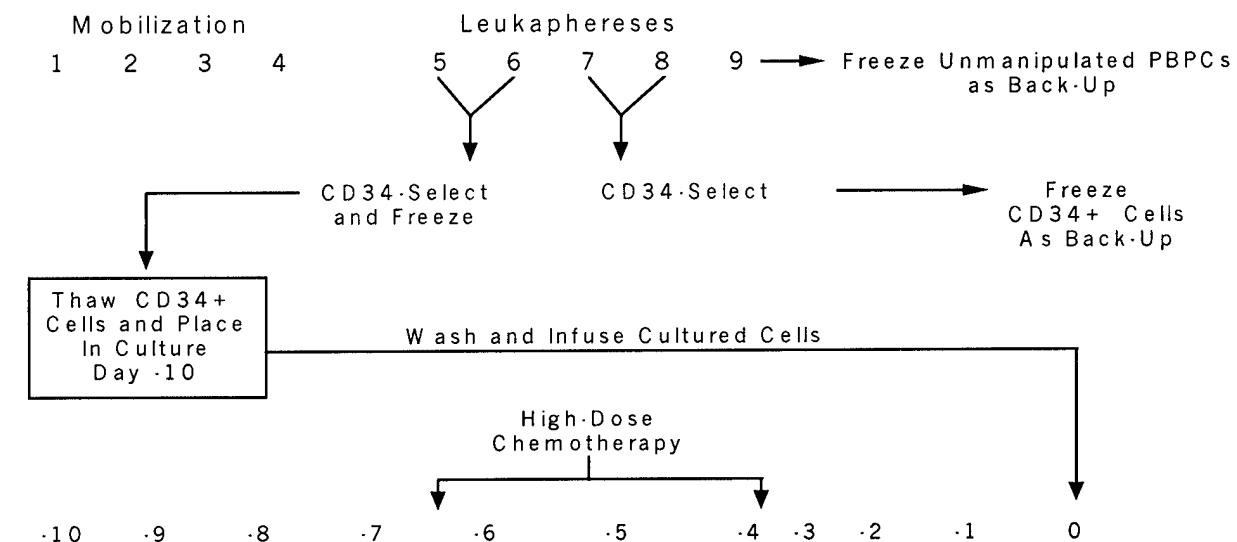 Mobilization
Leukaphereses
1 2 3 4 5 6 7 8 9
Freeze Unmanipulated PBPCs
as Back-Up
CD34-Select
and Freeze
CD34-Select
Freeze
CD34+ Cells
As Back-Up
Thaw CD34+
Cells and Place
In Culture
Day -10
Wash and Infuse Cultured Cells
High-Dose
Chemotherapy
-10 -9 -8 -7 -6 -5 -4 -3 -2 -1 0